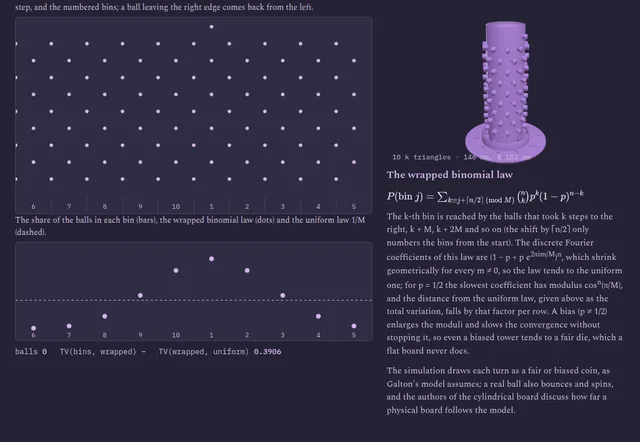 step, and the numbered bins; a ball leaving the right edge comes back from the left.
6 7 8 9 10 1 2 3 4 5
The share of the balls in each bin (bars), the wrapped binomial law (dots) and the uniform law 1/M
(dashed).
6 7 8 9 10 1 2 3 4 5
balls 0 TV(bins, wrapped) – TV(wrapped, uniform) 0.3906
10 k triangles · 146
The wrapped binomial law
P(bin j) = ∑k≡j+⌈n/2⌉ (mod M) (n k) p^k(1 − p)^n−k
The k-th bin is reached by the balls that took k steps to the
right, k + M, k + 2M and so on (the shift by ⌈n/2⌉ only
numbers the bins from the start). The discrete Fourier
coefficients of this law are (1 − p + p e^2πim/M)^n, which shrink
geometrically for every m ≠ 0, so the law tends to the uniform
one; for p = 1/2 the slowest coefficient has modulus cos^n(π/M),
and the distance from the uniform law, given above as the
total variation, falls by that factor per row. A bias (p ≠ 1/2)
enlarges the moduli and slows the convergence without
stopping it, so even a biased tower tends to a fair die, which a
flat board never does.
The simulation draws each turn as a fair or biased coin, as
Galton's model assumes; a real ball also bounces and spins,
and the authors of the cylindrical board discuss how far a
physical board follows the model.